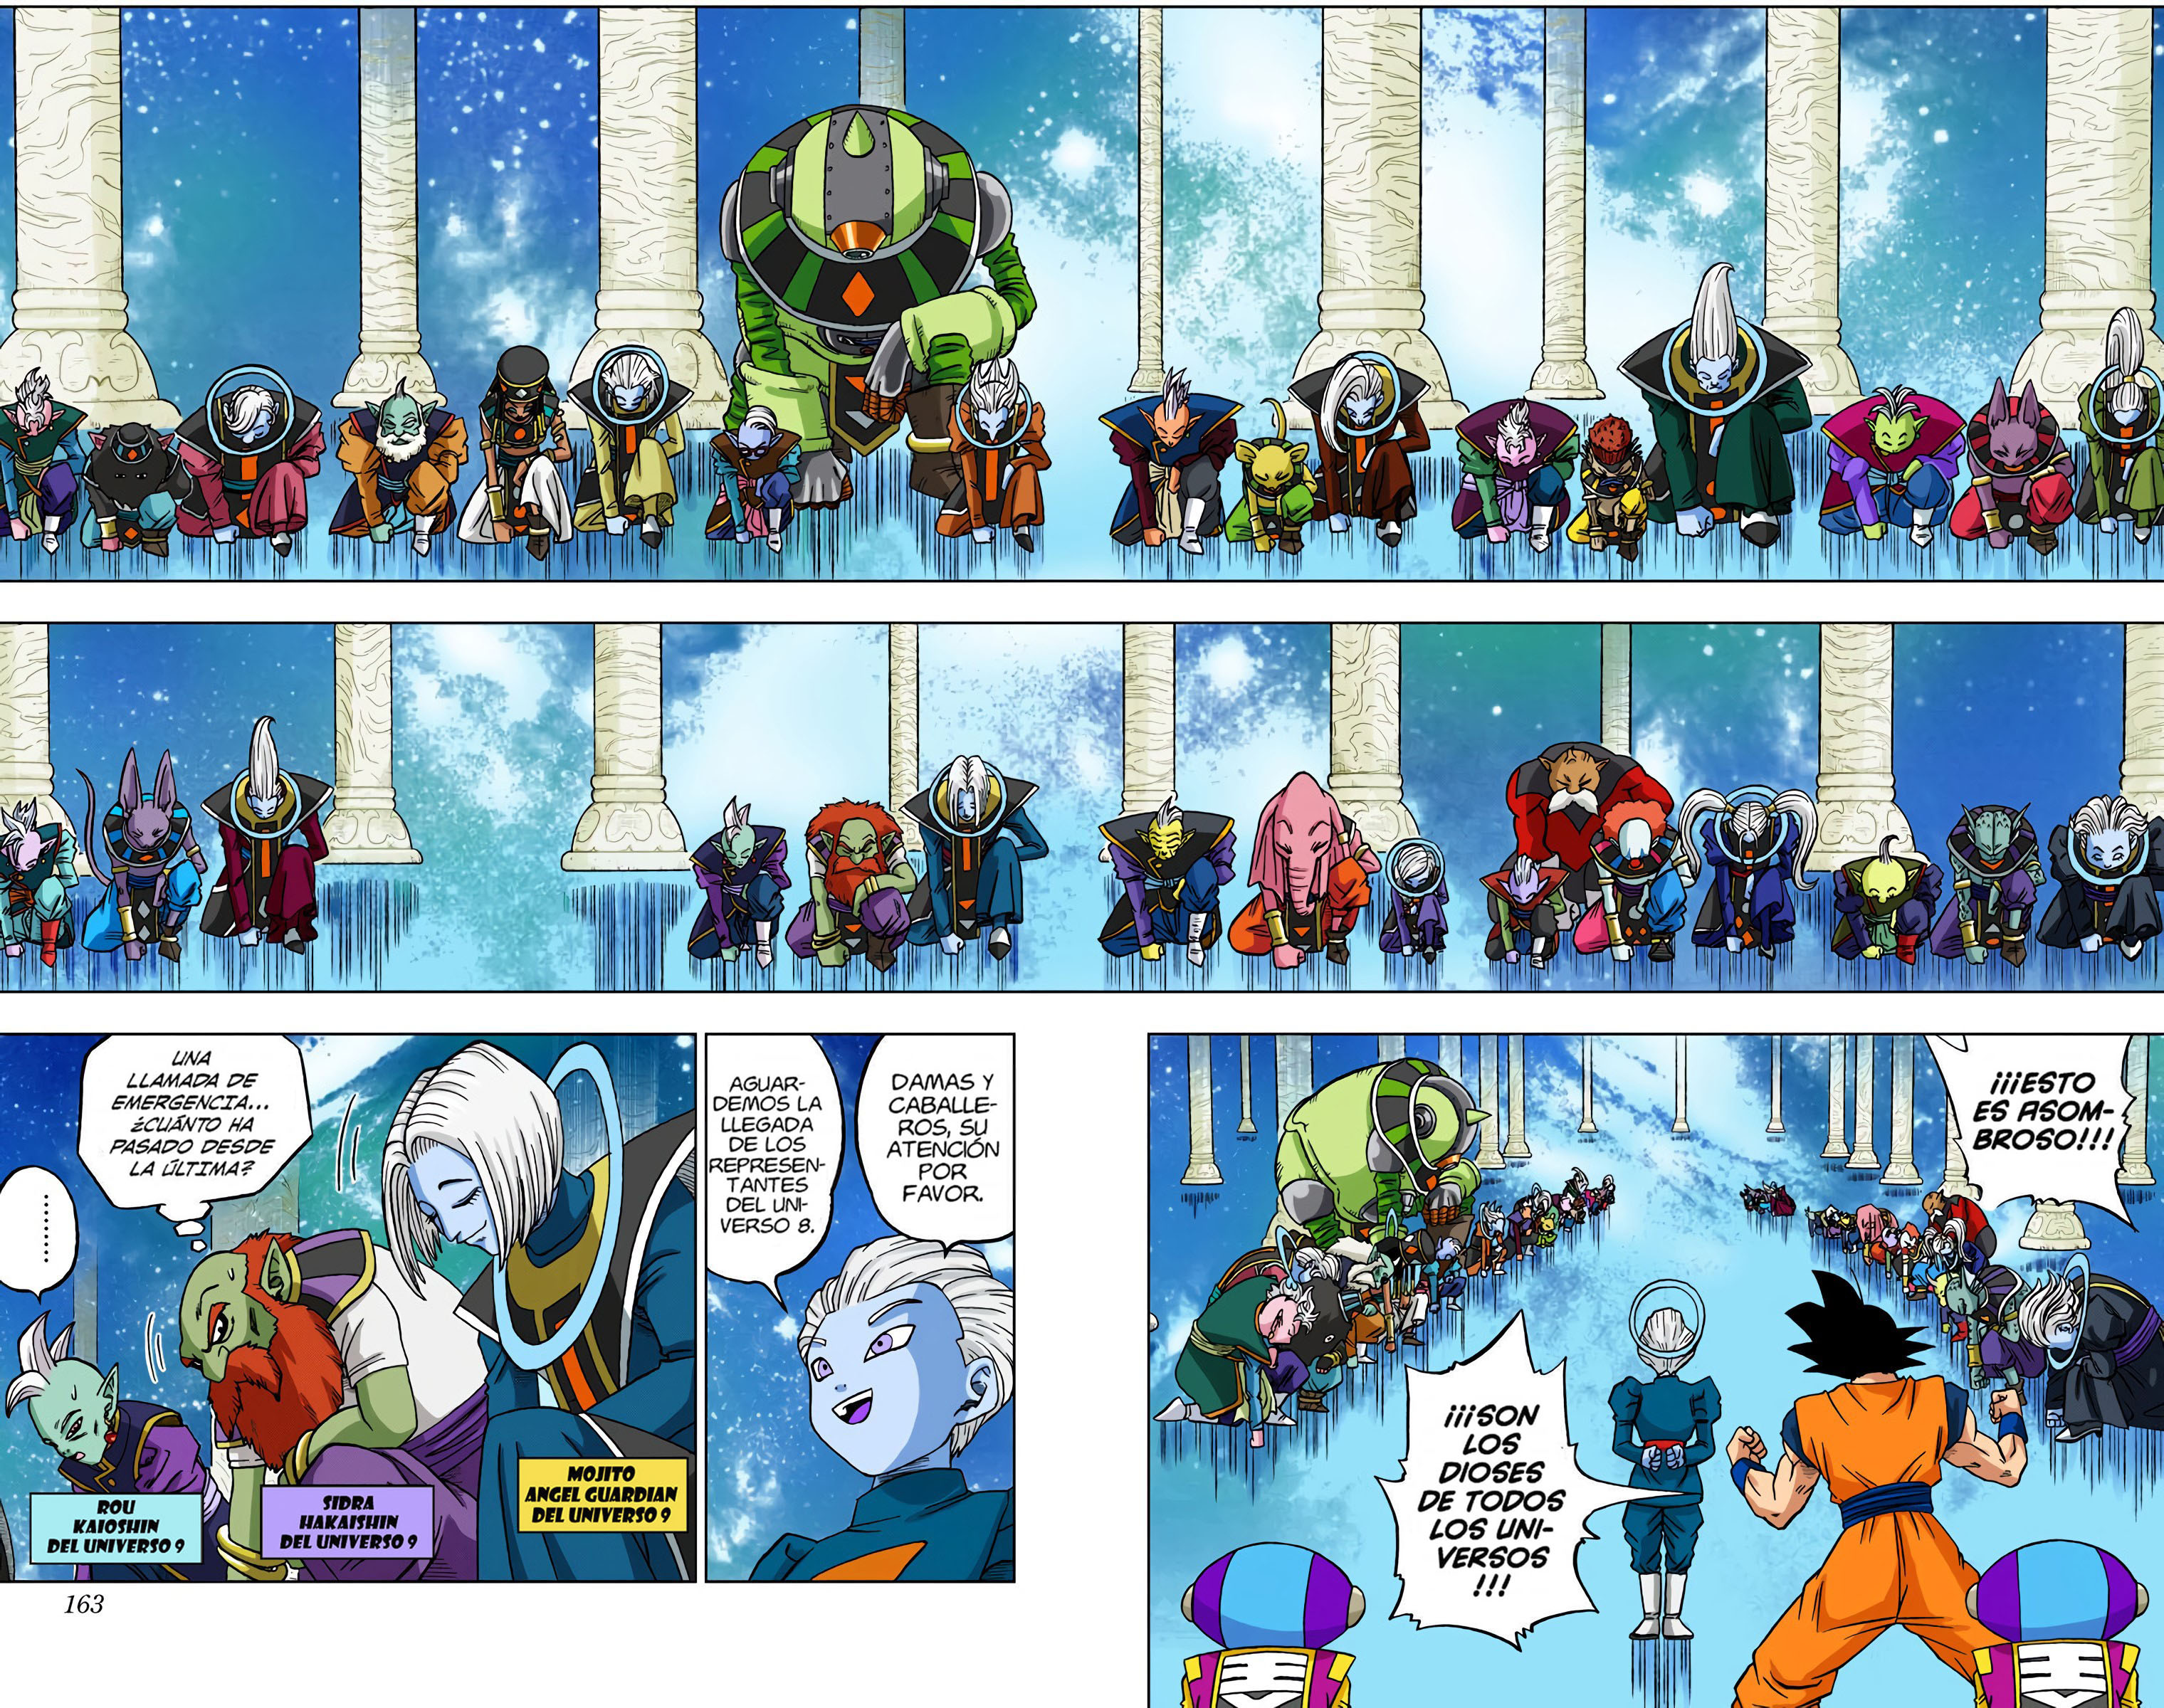 ¡¡¡ESTO
ES ASOM-
BROSO!!!
¡¡¡SON
LOS
DIOSES
DE TODOS
LOS UNI-
VERSOS
!!!
DAMAS Y
CABALLE-
ROS, SU
ATENCIÓN
POR
FAVOR.
AGUAR-
DEMOS LA
LLEGADA
DE LOS
REPRESEN-
TANTES
DEL UNI-
VERSO 8.
UNA
LLAMADA DE
EMERGENCIA...
¿CUÁNTO HA
PASADO DESDE
LA ÚLTIMA?
.........
MOJITO
ANGEL GUARDIAN
DEL UNIVERSO 9
SIDRA
HAKAISHIN
DEL UNIVERSO 9
ROU
KAIOSHIN
DEL UNIVERSO 9
163